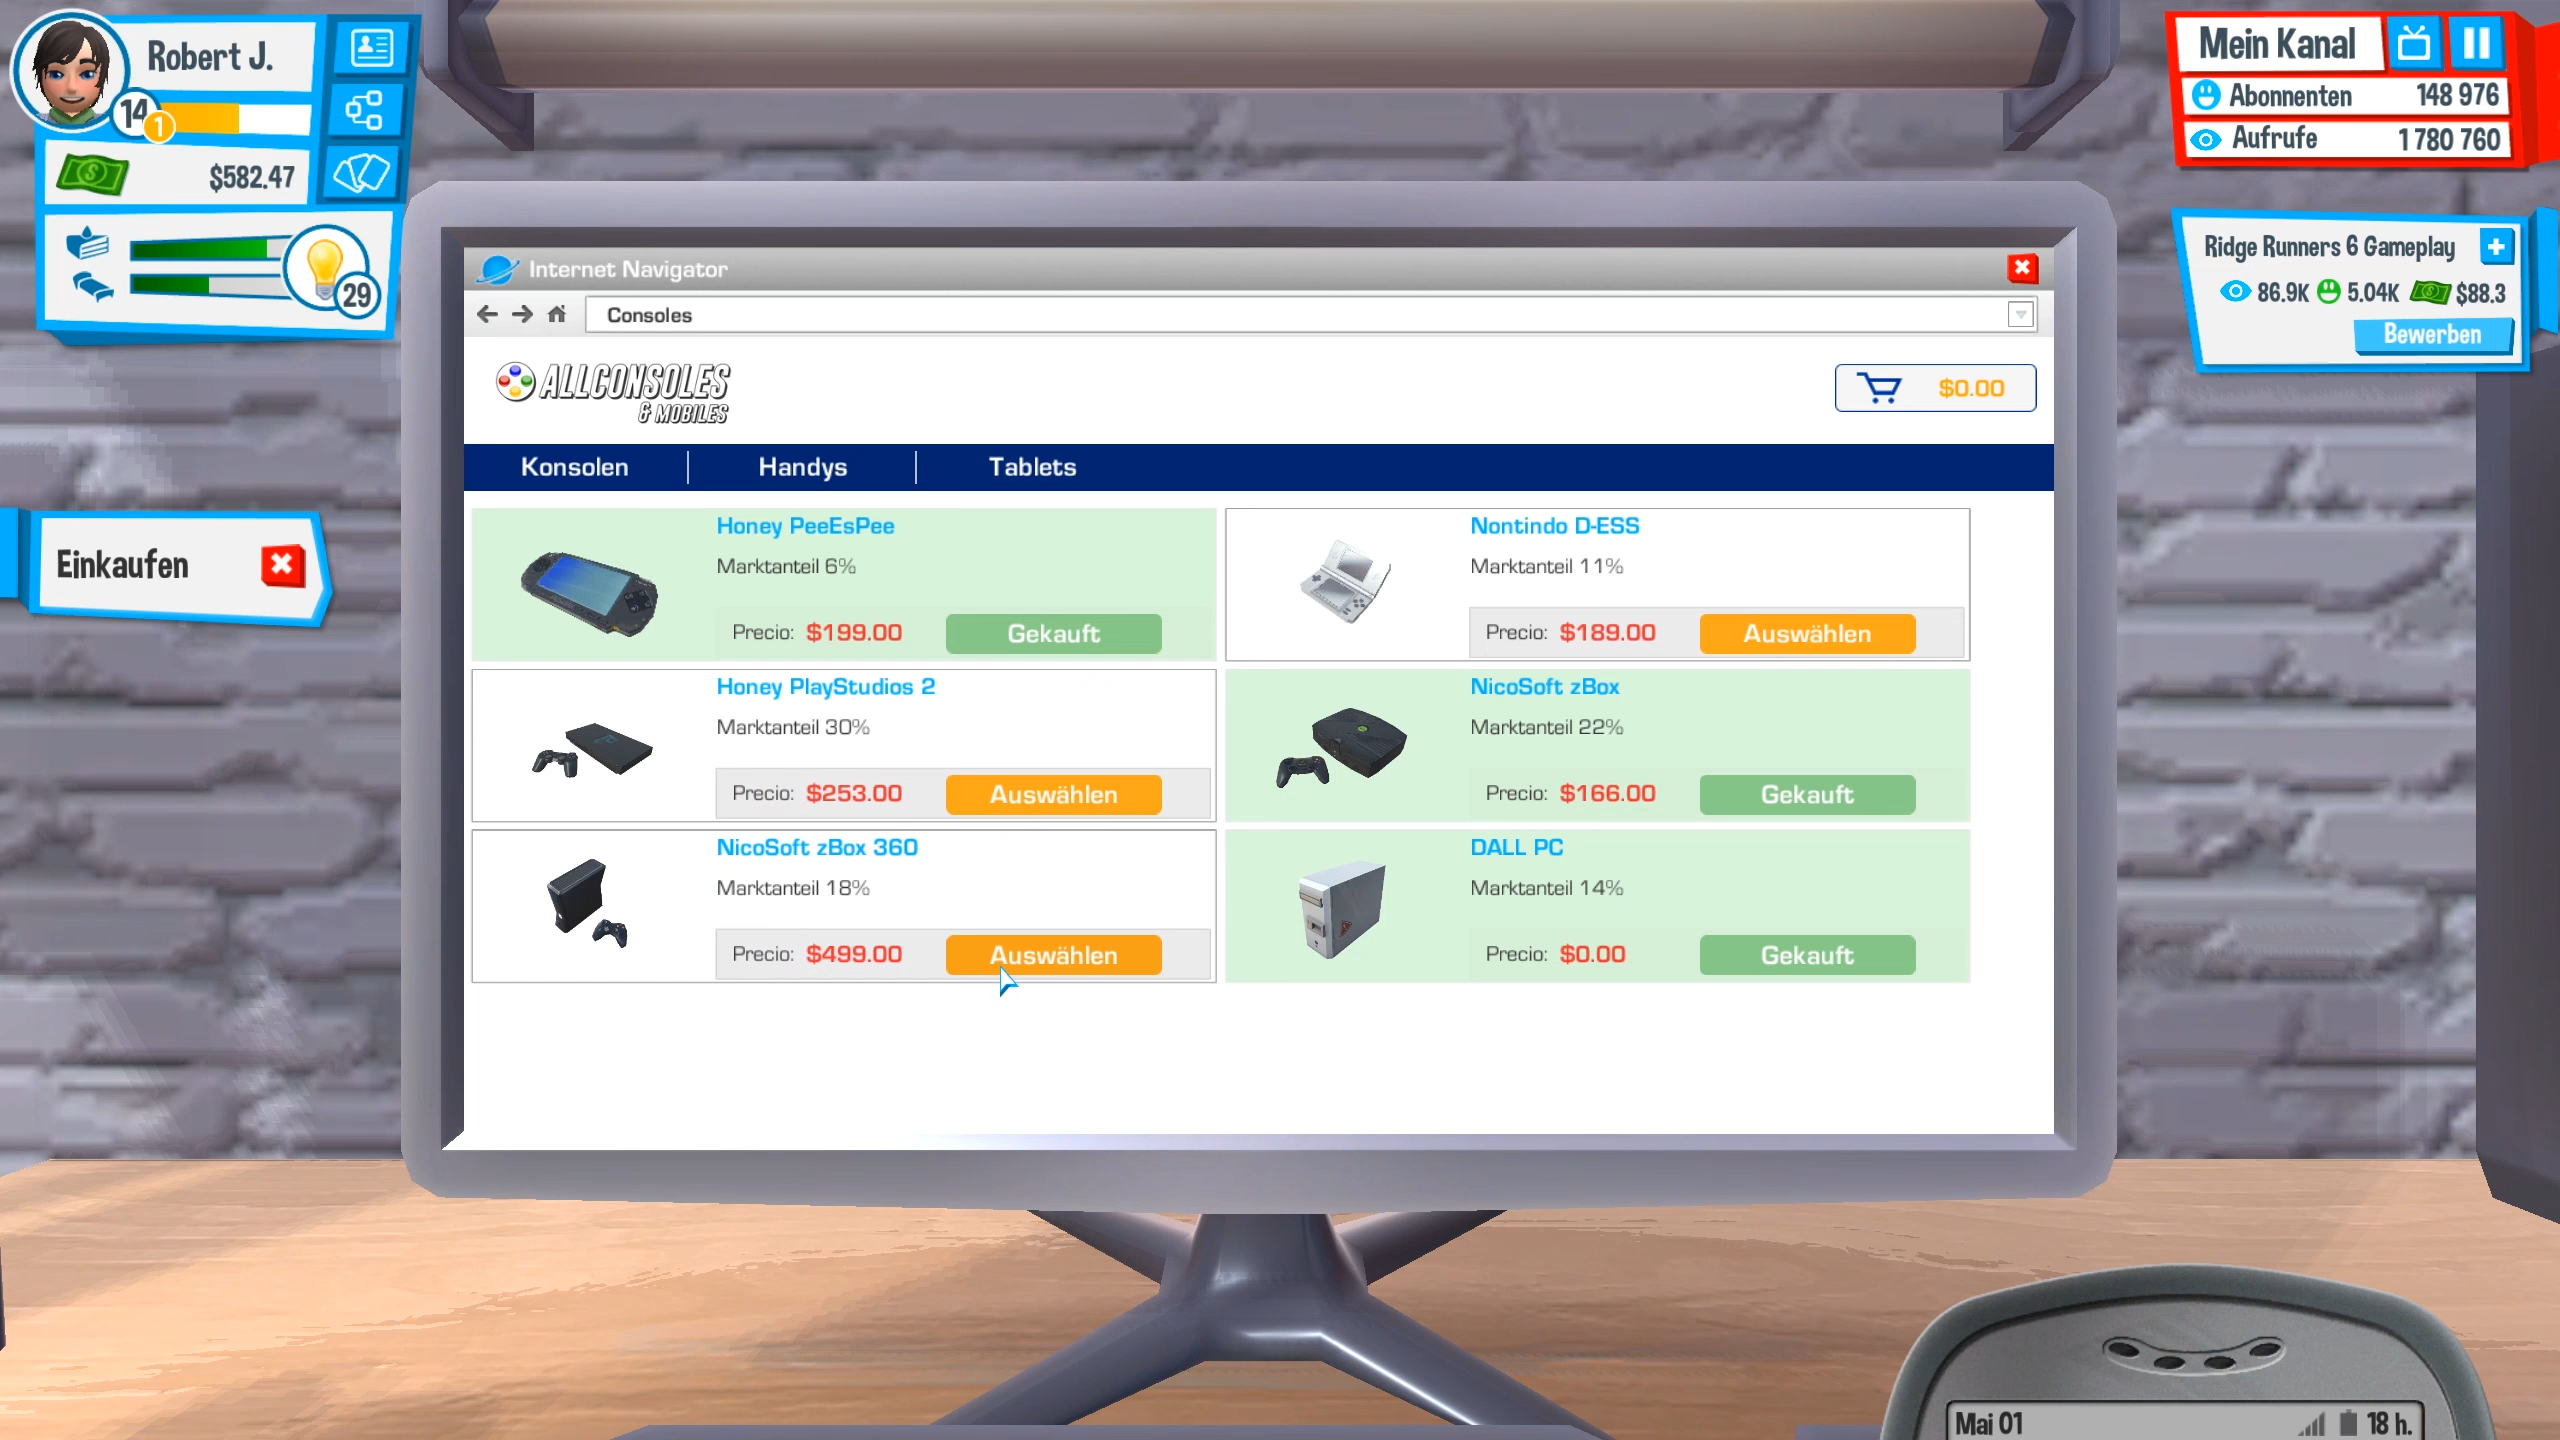 Robert J.
14
1
$582.47
29
Mein Kanal
Abonnenten 148 976
Aufrufe 1 780 760
Ridge Runners 6 Gameplay
86.9K 5.04K $88.3
Bewerben
Einkaufen
Internet Navigator
Consoles
ALLCONSOLES
& MOBILES
$0.00
Konsolen Handys Tablets
Honey PeeEsPee
Marktanteil 6%
Precio: $199.00 Gekauft
Nontindo D-ESS
Marktanteil 11%
Precio: $189.00 Auswählen
Honey PlayStudios 2
Marktanteil 30%
Precio: $253.00 Auswählen
NicoSoft zBox
Marktanteil 22%
Precio: $166.00 Gekauft
NicoSoft zBox 360
Marktanteil 18%
Precio: $499.00 Auswählen
DALL PC
Marktanteil 14%
Precio: $0.00 Gekauft
Mai 01 18 h.